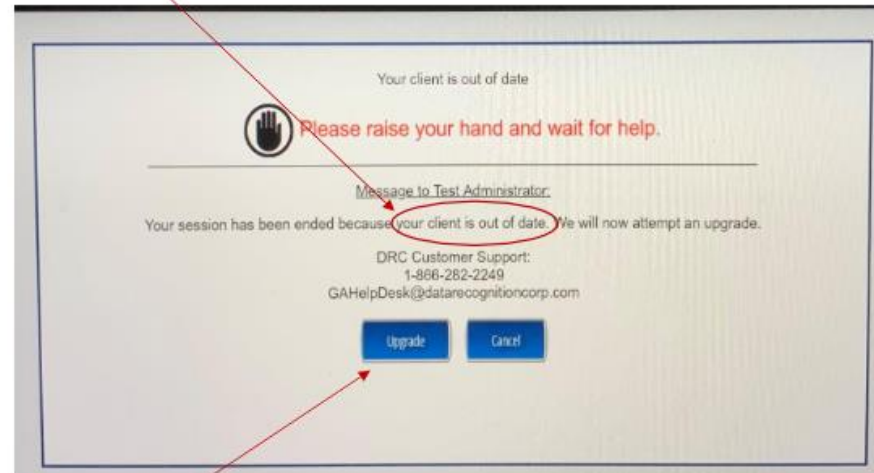 Your client is out of date
Please raise your hand and wait for help.
Message to Test Administrator:
Your session has been ended because your client is out of date. We will now attempt an upgrade.
DRC Customer Support:
1-866-282-2249
GAHelpDesk@datarecognitioncorp.com
Upgrade Cancel